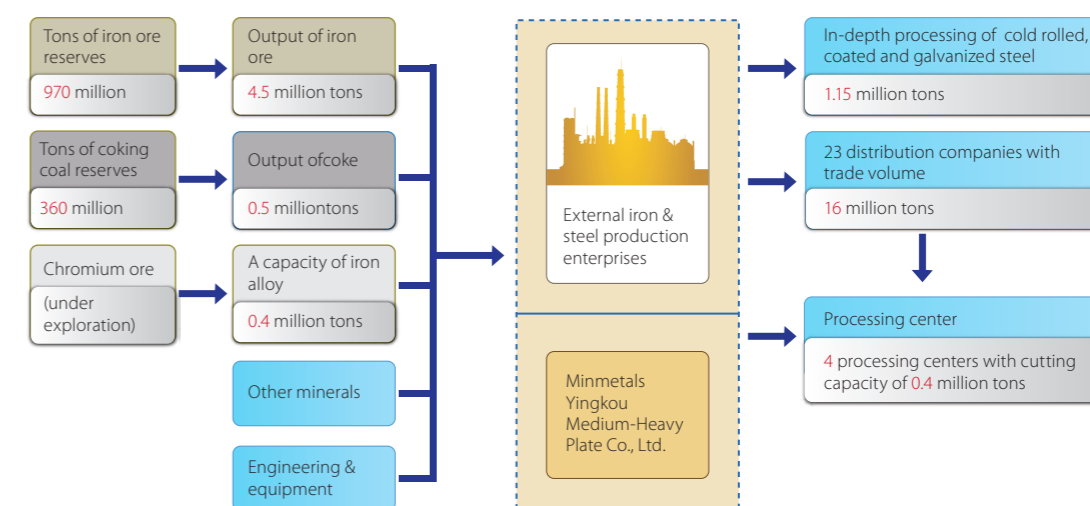 Tons of iron ore
reserves
970 million
Output of iron
ore
4.5 million tons
Tons of coking
coal reserves
360 million
Output ofcoke
0.5 milliontons
Chromium ore
(under
exploration)
A capacity of iron
alloy
0.4 million tons
Other minerals
Engineering &
equipment
External iron &
steel production
enterprises
Minmetals
Yingkou
Medium-Heavy
Plate Co., Ltd.
In-depth processing of cold rolled,
coated and galvanized steel
1.15 million tons
23 distribution companies with
trade volume
16 million tons
Processing center
4 processing centers with cutting
capacity of 0.4 million tons